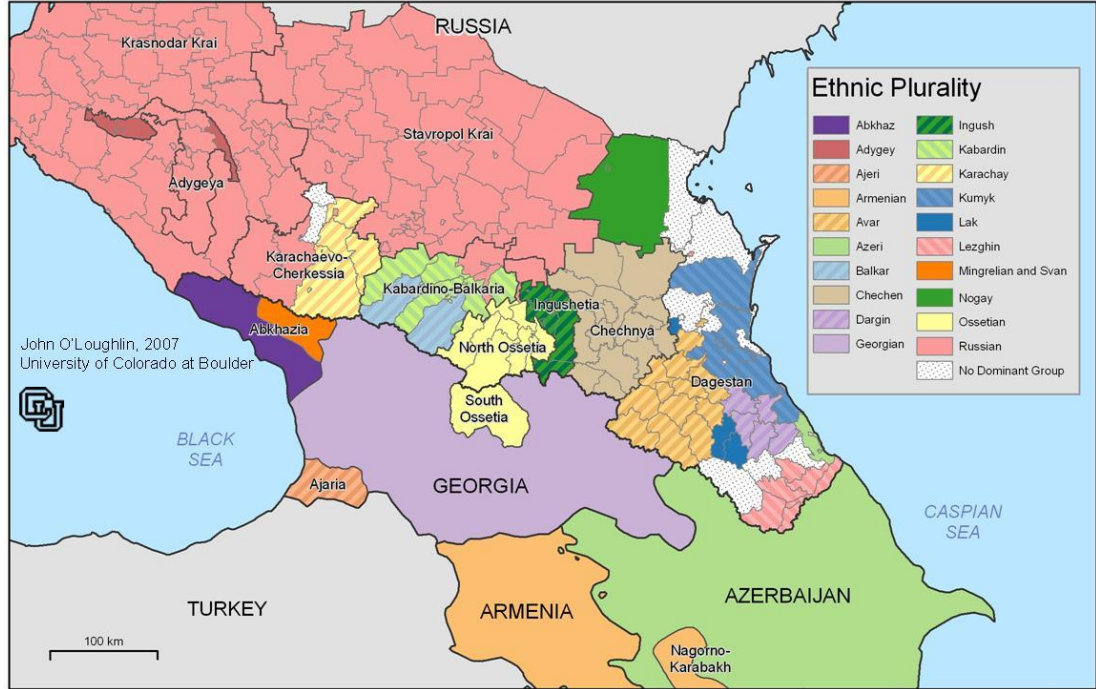 RUSSIA
Krasnodar Krai
Stavropol Krai
Adygeya
Karachaevo-
Cherkessia
Kabardino-Balkaria
Ingushetia
Abkhazia
Chechnya
North Ossetia
Dagestan
South
Ossetia
John O'Loughlin, 2007
University of Colorado at Boulder
CU
BLACK
SEA
Ajaria
GEORGIA
CASPIAN
SEA
TURKEY
ARMENIA
AZERBAIJAN
Nagorno-
Karabakh
100 km
Ethnic Plurality
Abkhaz
Adygey
Ajeri
Armenian
Avar
Azeri
Balkar
Chechen
Dargin
Georgian
Ingush
Kabardin
Karachay
Kumyk
Lak
Lezghin
Mingrelian and Svan
Nogay
Ossetian
Russian
No Dominant Group